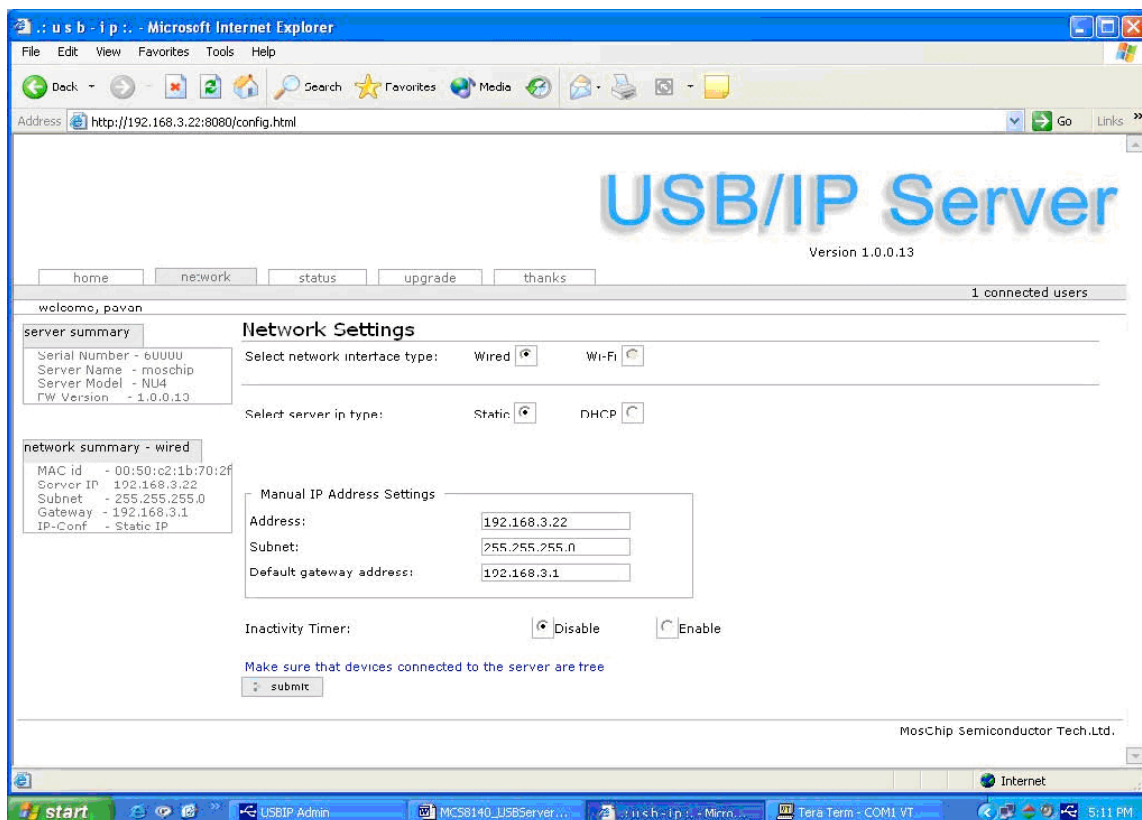 .: u s b - i p :. - Microsoft Internet Explorer
File Edit View Favorites Tools Help
Back Search Favorites Media
Address http://192.168.3.22:8080/config.html Go Links »
USB/IP Server
Version 1.0.0.13
home network status upgrade thanks
1 connected users
welcome, pavan
server summary
Serial Number - 60000
Server Name - moschip
Server Model - NU4
FW Version - 1.0.0.13
network summary - wired
MAC id - 00:50:c2:1b:70:2f
Server IP 192.168.3.22
Subnet - 255.255.255.0
Gateway - 192.168.3.1
IP-Conf - Static IP
Network Settings
Select network interface type: Wired Wi-Fi
Select server ip type: Static DHCP
Manual IP Address Settings
Address: 192.168.3.22
Subnet: 255.255.255.0
Default gateway address: 192.168.3.1
Inactivity Timer: Disable Enable
Make sure that devices connected to the server are free
submit
MosChip Semiconductor Tech.Ltd.
Internet
start » USBIP Admin MCS8140_USBServer... .: u s b - i p :. - Micro... Tera Term - COM1 VT 5:11 PM